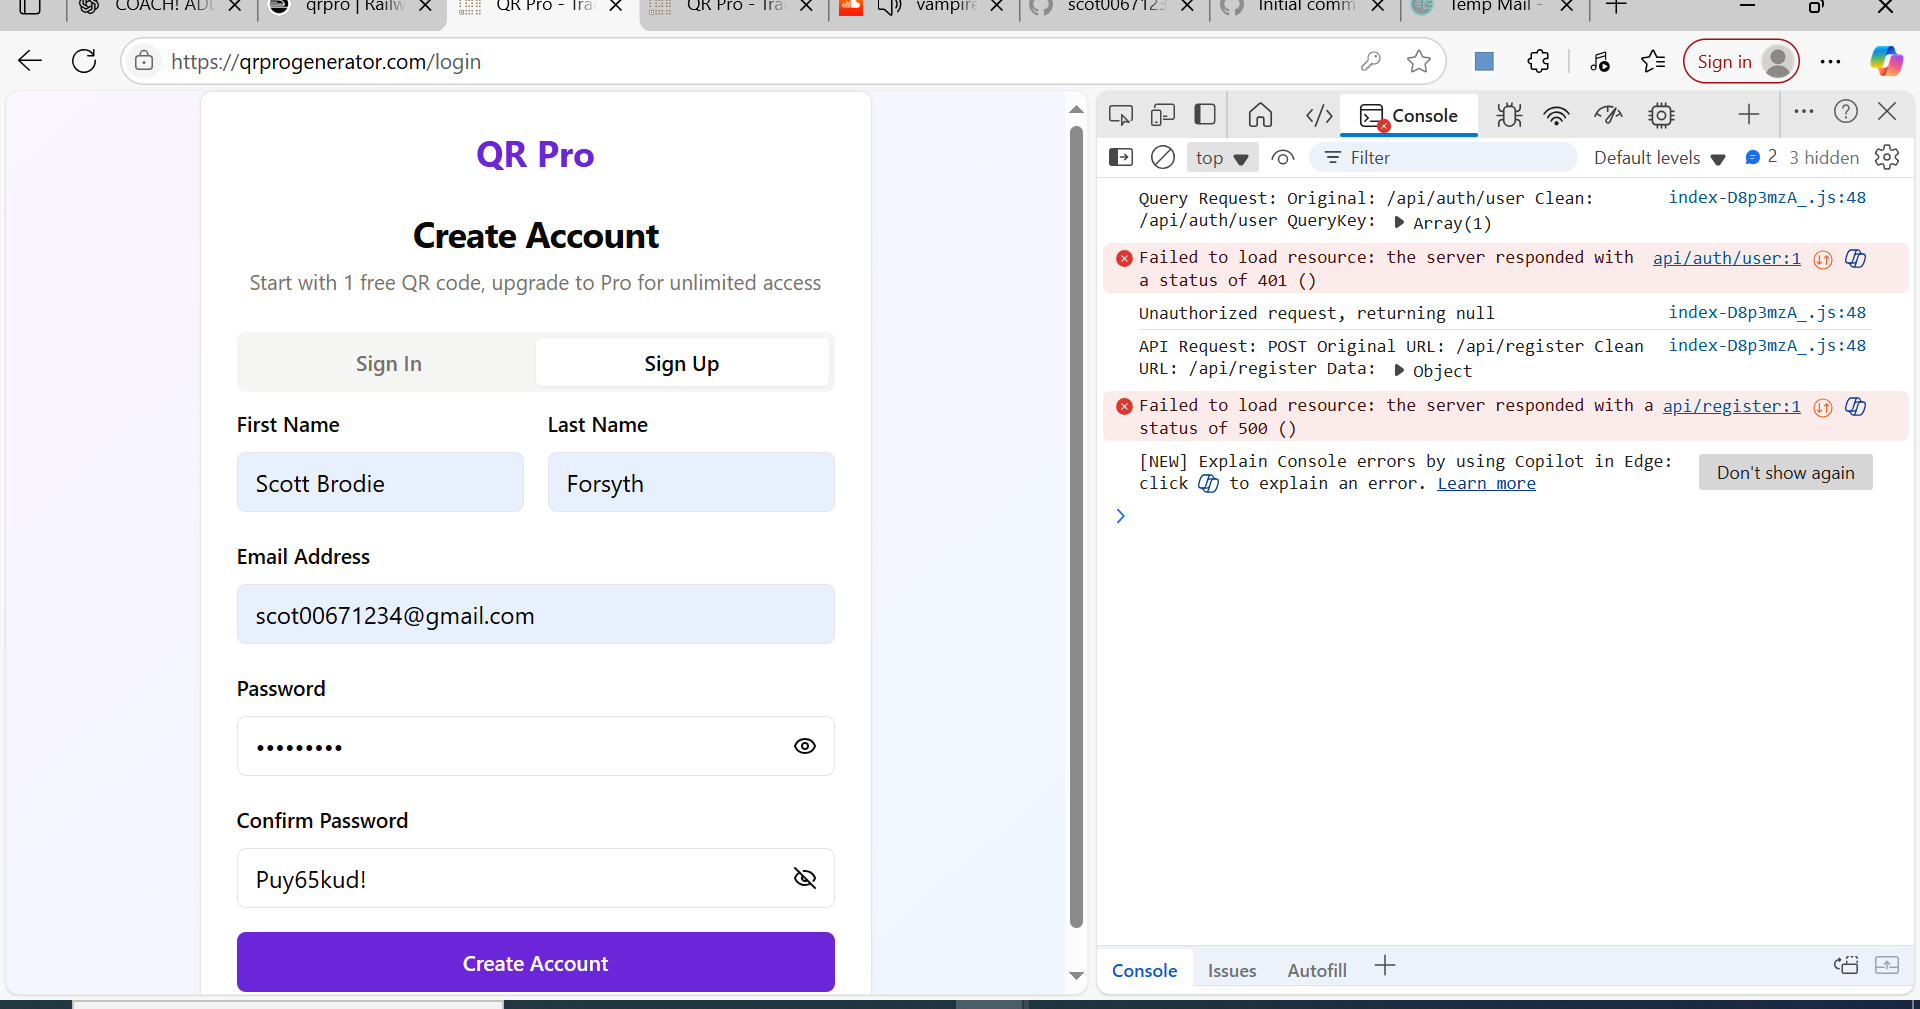 COACH! ADD
qrpro | Railw
QR Pro - Tra
QR Pro - Tra
vampire
scot0067123
Initial comm
Temp Mail -
https://qrprogenerator.com/login
Sign in
QR Pro
Create Account
Start with 1 free QR code, upgrade to Pro for unlimited access
Sign In
Sign Up
First Name
Last Name
Scott Brodie
Forsyth
Email Address
scot00671234@gmail.com
Password
•••••••••
Confirm Password
Puy65kud!
Create Account
Console
top
Filter
Default levels
2
3 hidden
Query Request: Original: /api/auth/user Clean: index-D8p3mzA_.js:48
/api/auth/user QueryKey: Array(1)
Failed to load resource: the server responded with api/auth/user:1
a status of 401 ()
Unauthorized request, returning null index-D8p3mzA_.js:48
API Request: POST Original URL: /api/register Clean index-D8p3mzA_.js:48
URL: /api/register Data: Object
Failed to load resource: the server responded with a api/register:1
status of 500 ()
[NEW] Explain Console errors by using Copilot in Edge:
click to explain an error. Learn more
Don't show again
Console
Issues
Autofill